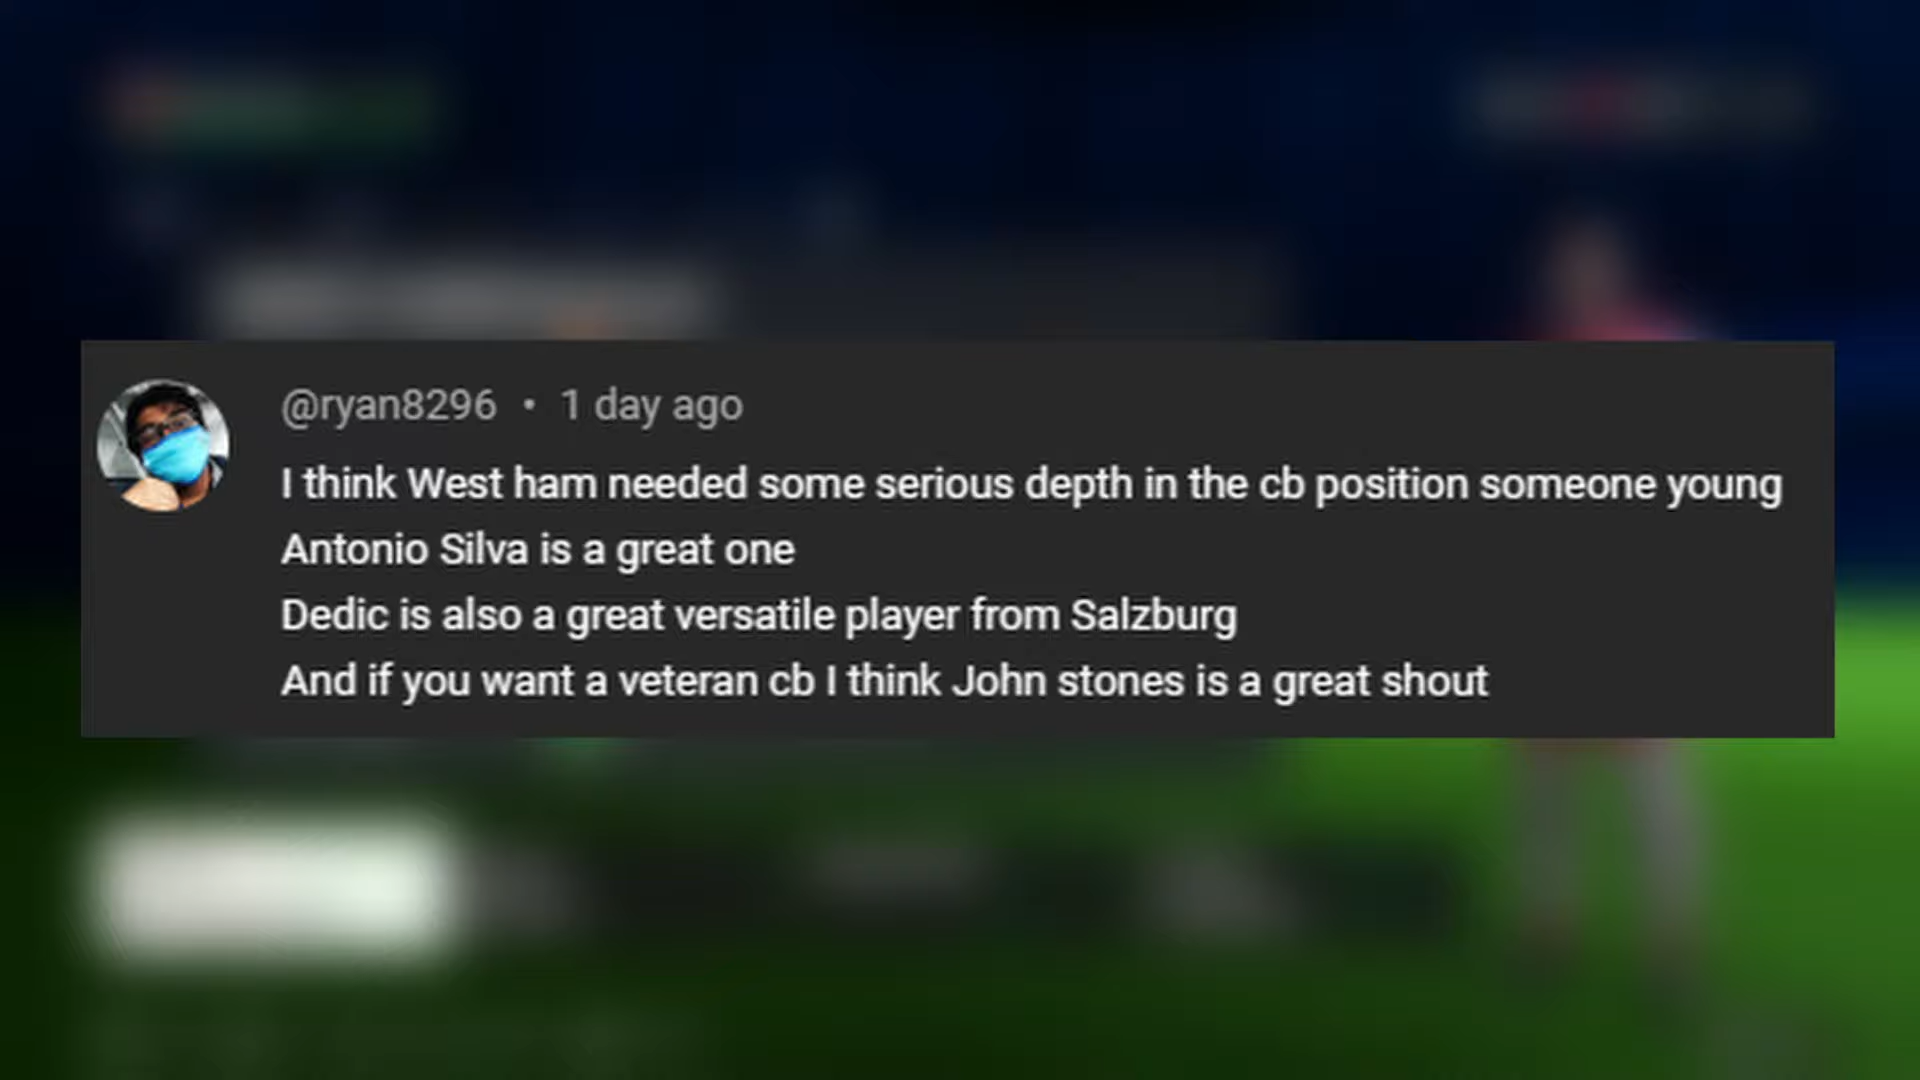 @ryan8296 • 1 day ago
I think West ham needed some serious depth in the cb position someone young
Antonio Silva is a great one
Dedic is also a great versatile player from Salzburg
And if you want a veteran cb I think John stones is a great shout